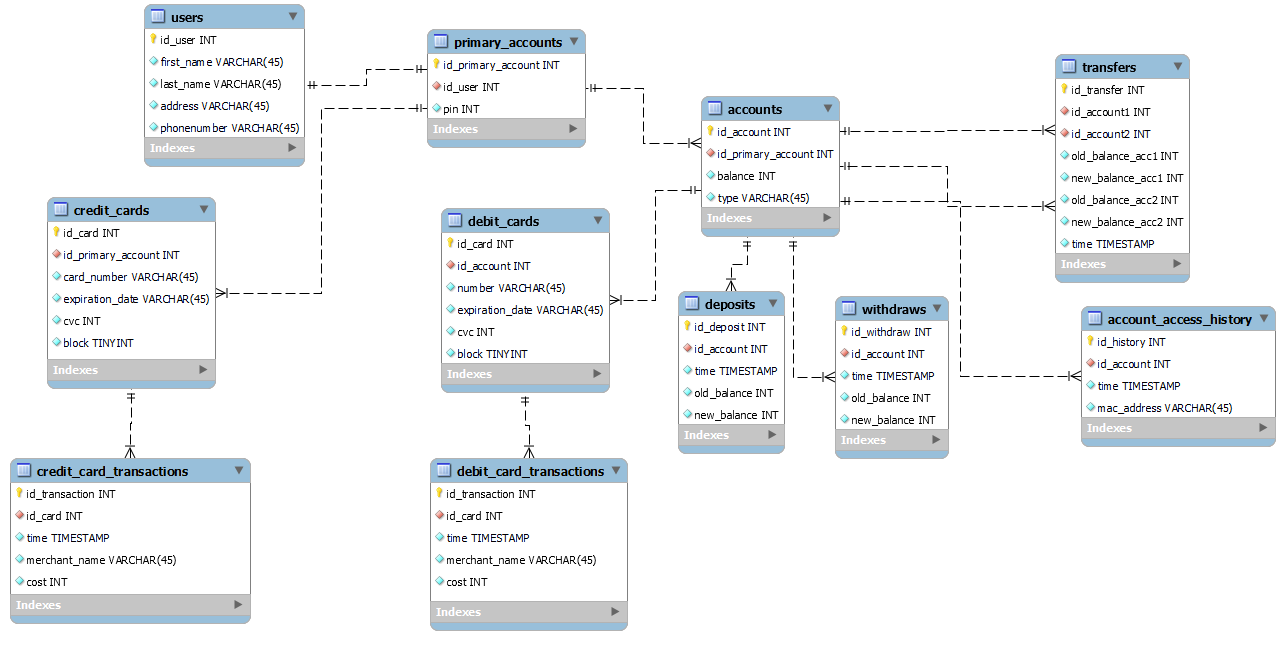 users
id_user INT
first_name VARCHAR(45)
last_name VARCHAR(45)
address VARCHAR(45)
phonenumber VARCHAR(45)
Indexes
primary_accounts
id_primary_account INT
id_user INT
pin INT
Indexes
accounts
id_account INT
id_primary_account INT
balance INT
type VARCHAR(45)
Indexes
transfers
id_transfer INT
id_account1 INT
id_account2 INT
old_balance_acc1 INT
new_balance_acc1 INT
old_balance_acc2 INT
new_balance_acc2 INT
time TIMESTAMP
Indexes
credit_cards
id_card INT
id_primary_account INT
card_number VARCHAR(45)
expiration_date VARCHAR(45)
cvc INT
block TINYINT
Indexes
debit_cards
id_card INT
id_account INT
number VARCHAR(45)
expiration_date VARCHAR(45)
cvc INT
block TINYINT
Indexes
deposits
id_deposit INT
id_account INT
time TIMESTAMP
old_balance INT
new_balance INT
Indexes
withdraws
id_withdraw INT
id_account INT
time TIMESTAMP
old_balance INT
new_balance INT
Indexes
account_access_history
id_history INT
id_account INT
time TIMESTAMP
mac_address VARCHAR(45)
Indexes
credit_card_transactions
id_transaction INT
id_card INT
time TIMESTAMP
merchant_name VARCHAR(45)
cost INT
Indexes
debit_card_transactions
id_transaction INT
id_card INT
time TIMESTAMP
merchant_name VARCHAR(45)
cost INT
Indexes